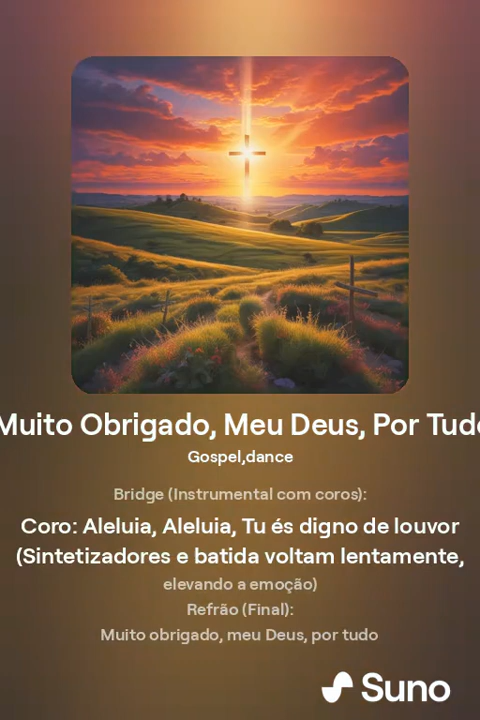 Muito Obrigado, Meu Deus, Por Tudo
Gospel,dance
Bridge (Instrumental com coros):
Coro: Aleluia, Aleluia, Tu és digno de louvor
(Sintetizadores e batida voltam lentamente,
elevando a emoção)
Refrão (Final):
Muito obrigado, meu Deus, por tudo
Suno